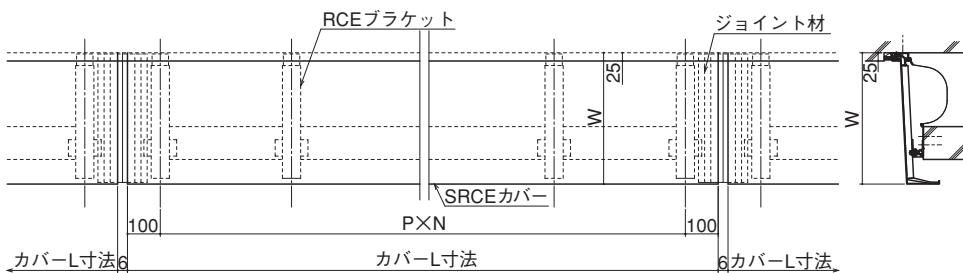 RCEブラケット
ジョイント材
25
W
25
W
SRCEカバー
100
P×N
100
カバーL寸法
6
カバーL寸法
6
カバーL寸法